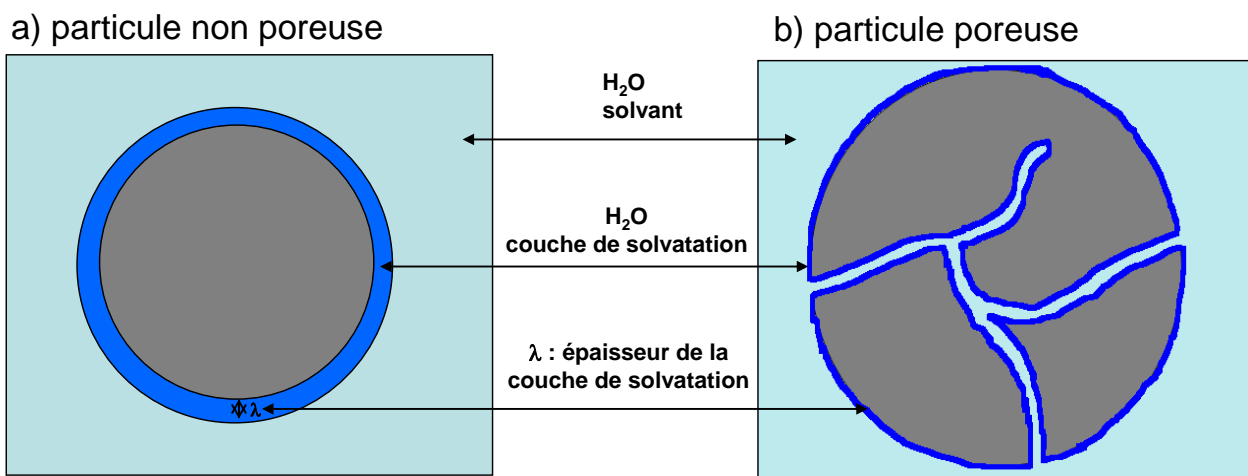 a) particule non poreuse
b) particule poreuse
H₂O
solvant
H₂O
couche de solvatation
λ : épaisseur de la
couche de solvatation
λ